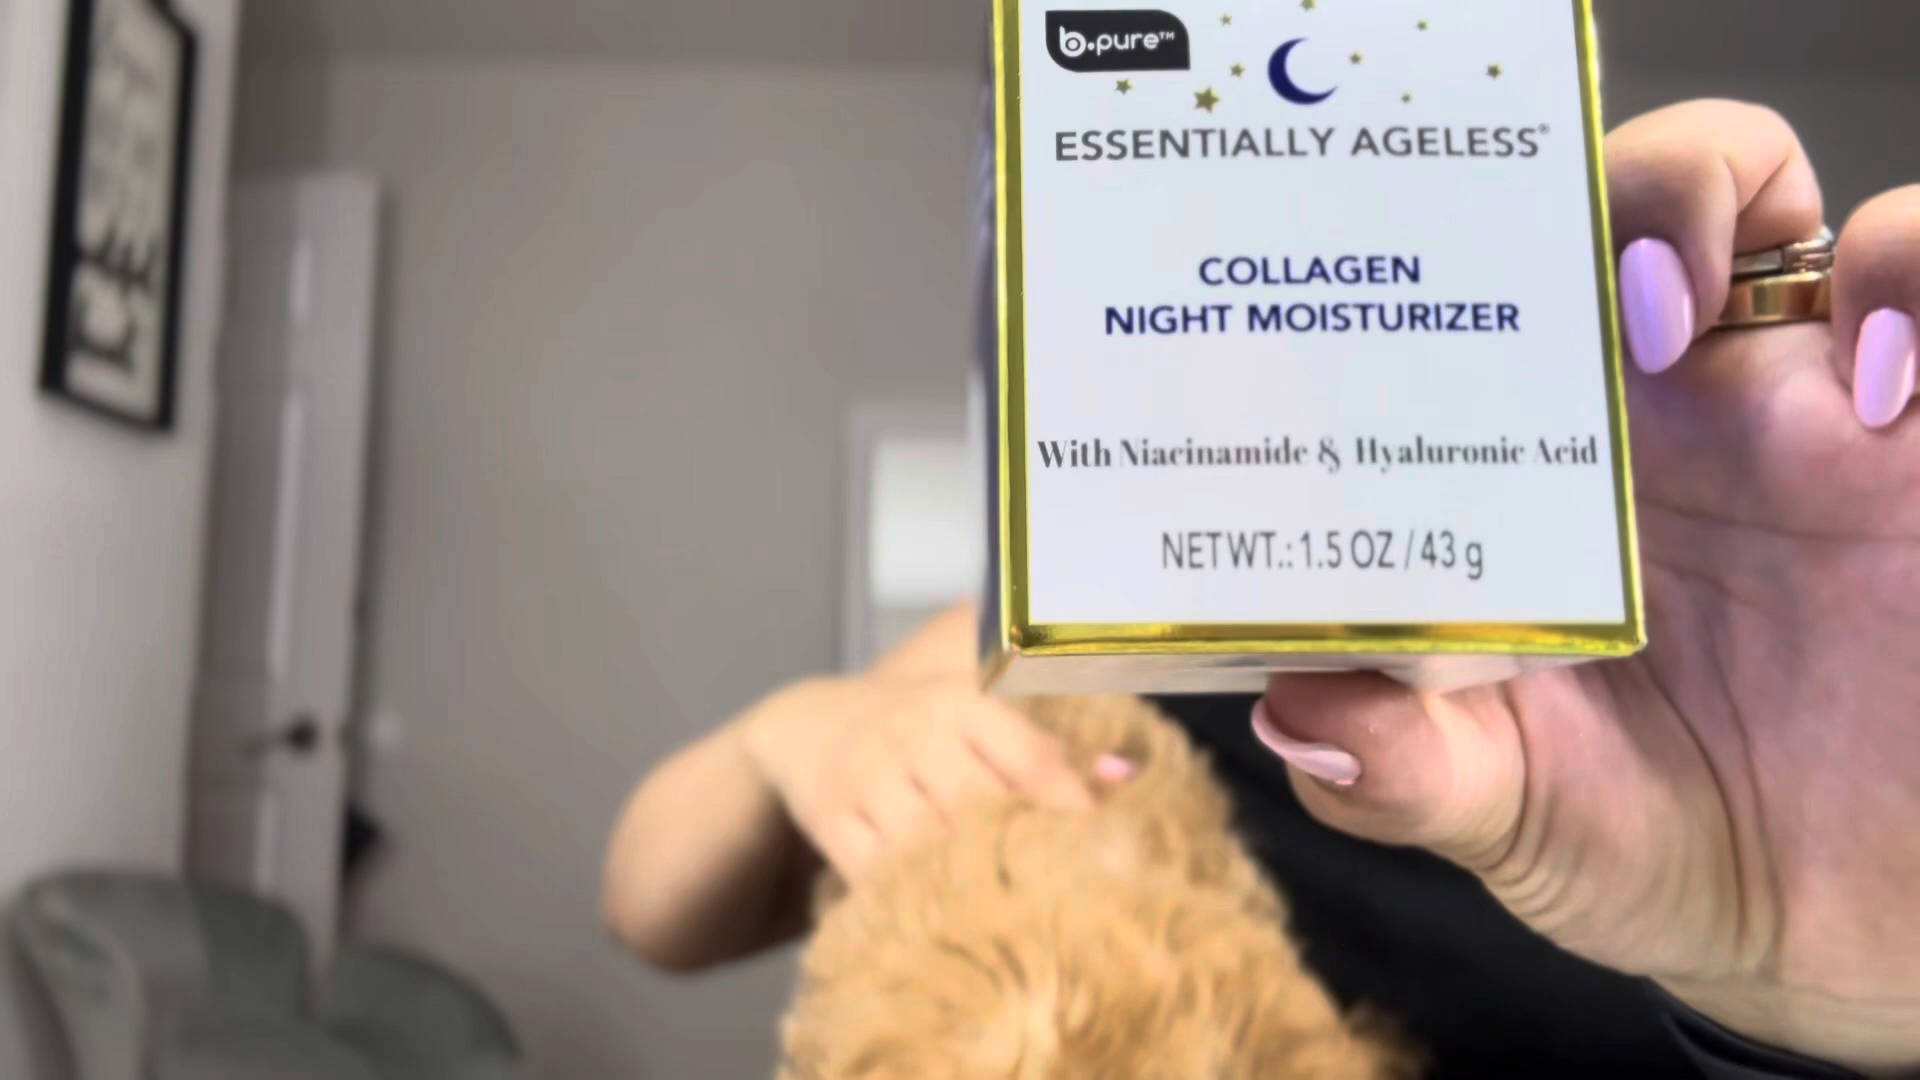 b.pure™
ESSENTIALLY AGELESS®
COLLAGEN
NIGHT MOISTURIZER
With Niacinamide & Hyaluronic Acid
NET WT.: 1.5 OZ / 43 g